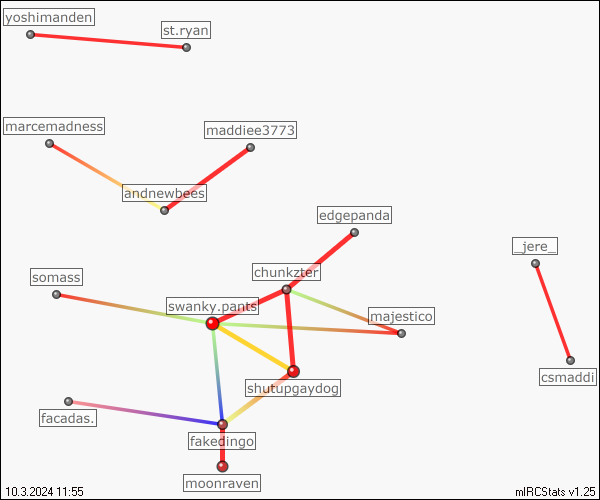 yoshimanden
st.ryan
marcemadness
maddiee3773
andnewbees
edgepanda
_jere_
chunkzter
somass
swanky.pants
majestico
csmaddi
shutupgaydog
facadas.
fakedingo
moonraven
10.3.2024 11:55
mIRCStats v1.25